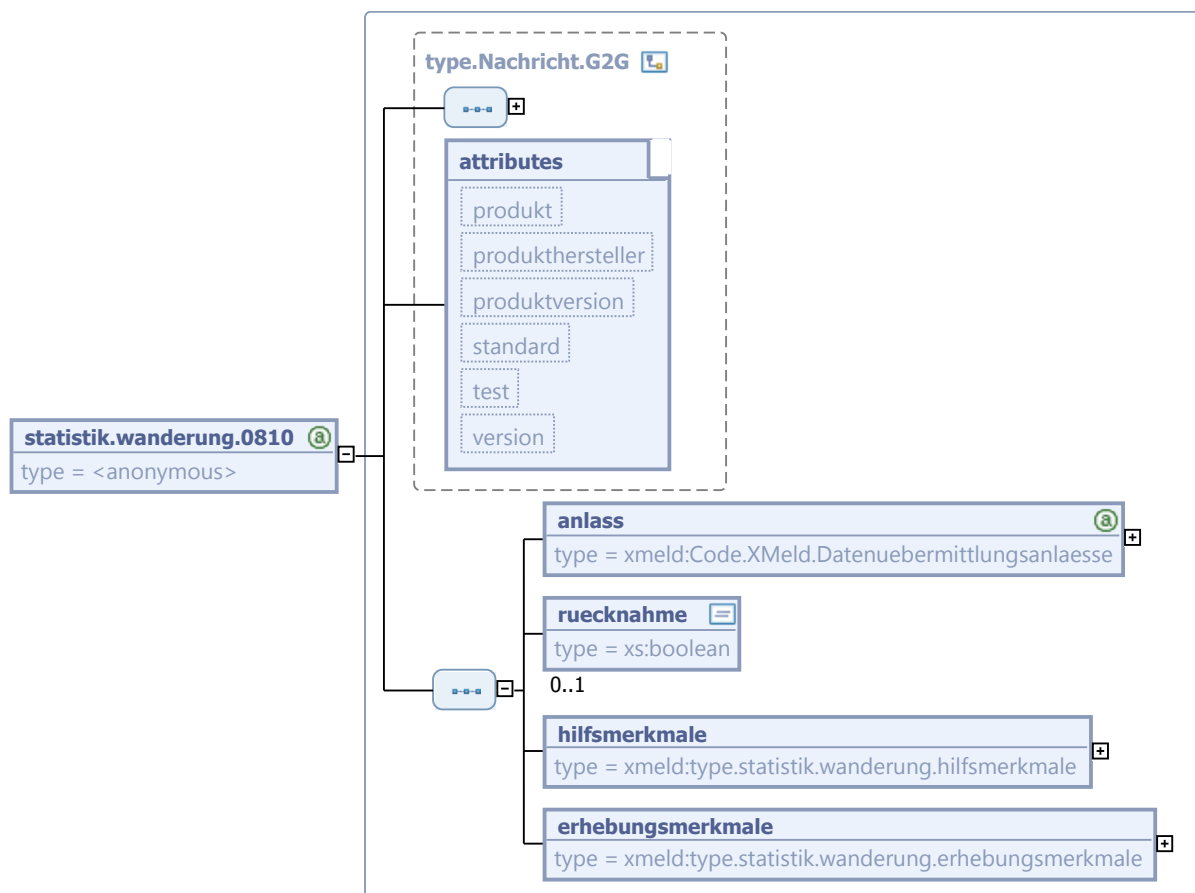 type.Nachricht.G2G
attributes
produkt
produkthersteller
produktversion
standard
test
version
statistik.wanderung.0810
type = <anonymous>
anlass
type = xmeld:Code.XMeld.Datenuebermittlungsanlaesse
ruecknahme
type = xs:boolean
0..1
hilfsmerkmale
type = xmeld:type.statistik.wanderung.hilfsmerkmale
erhebungsmerkmale
type = xmeld:type.statistik.wanderung.erhebungsmerkmale